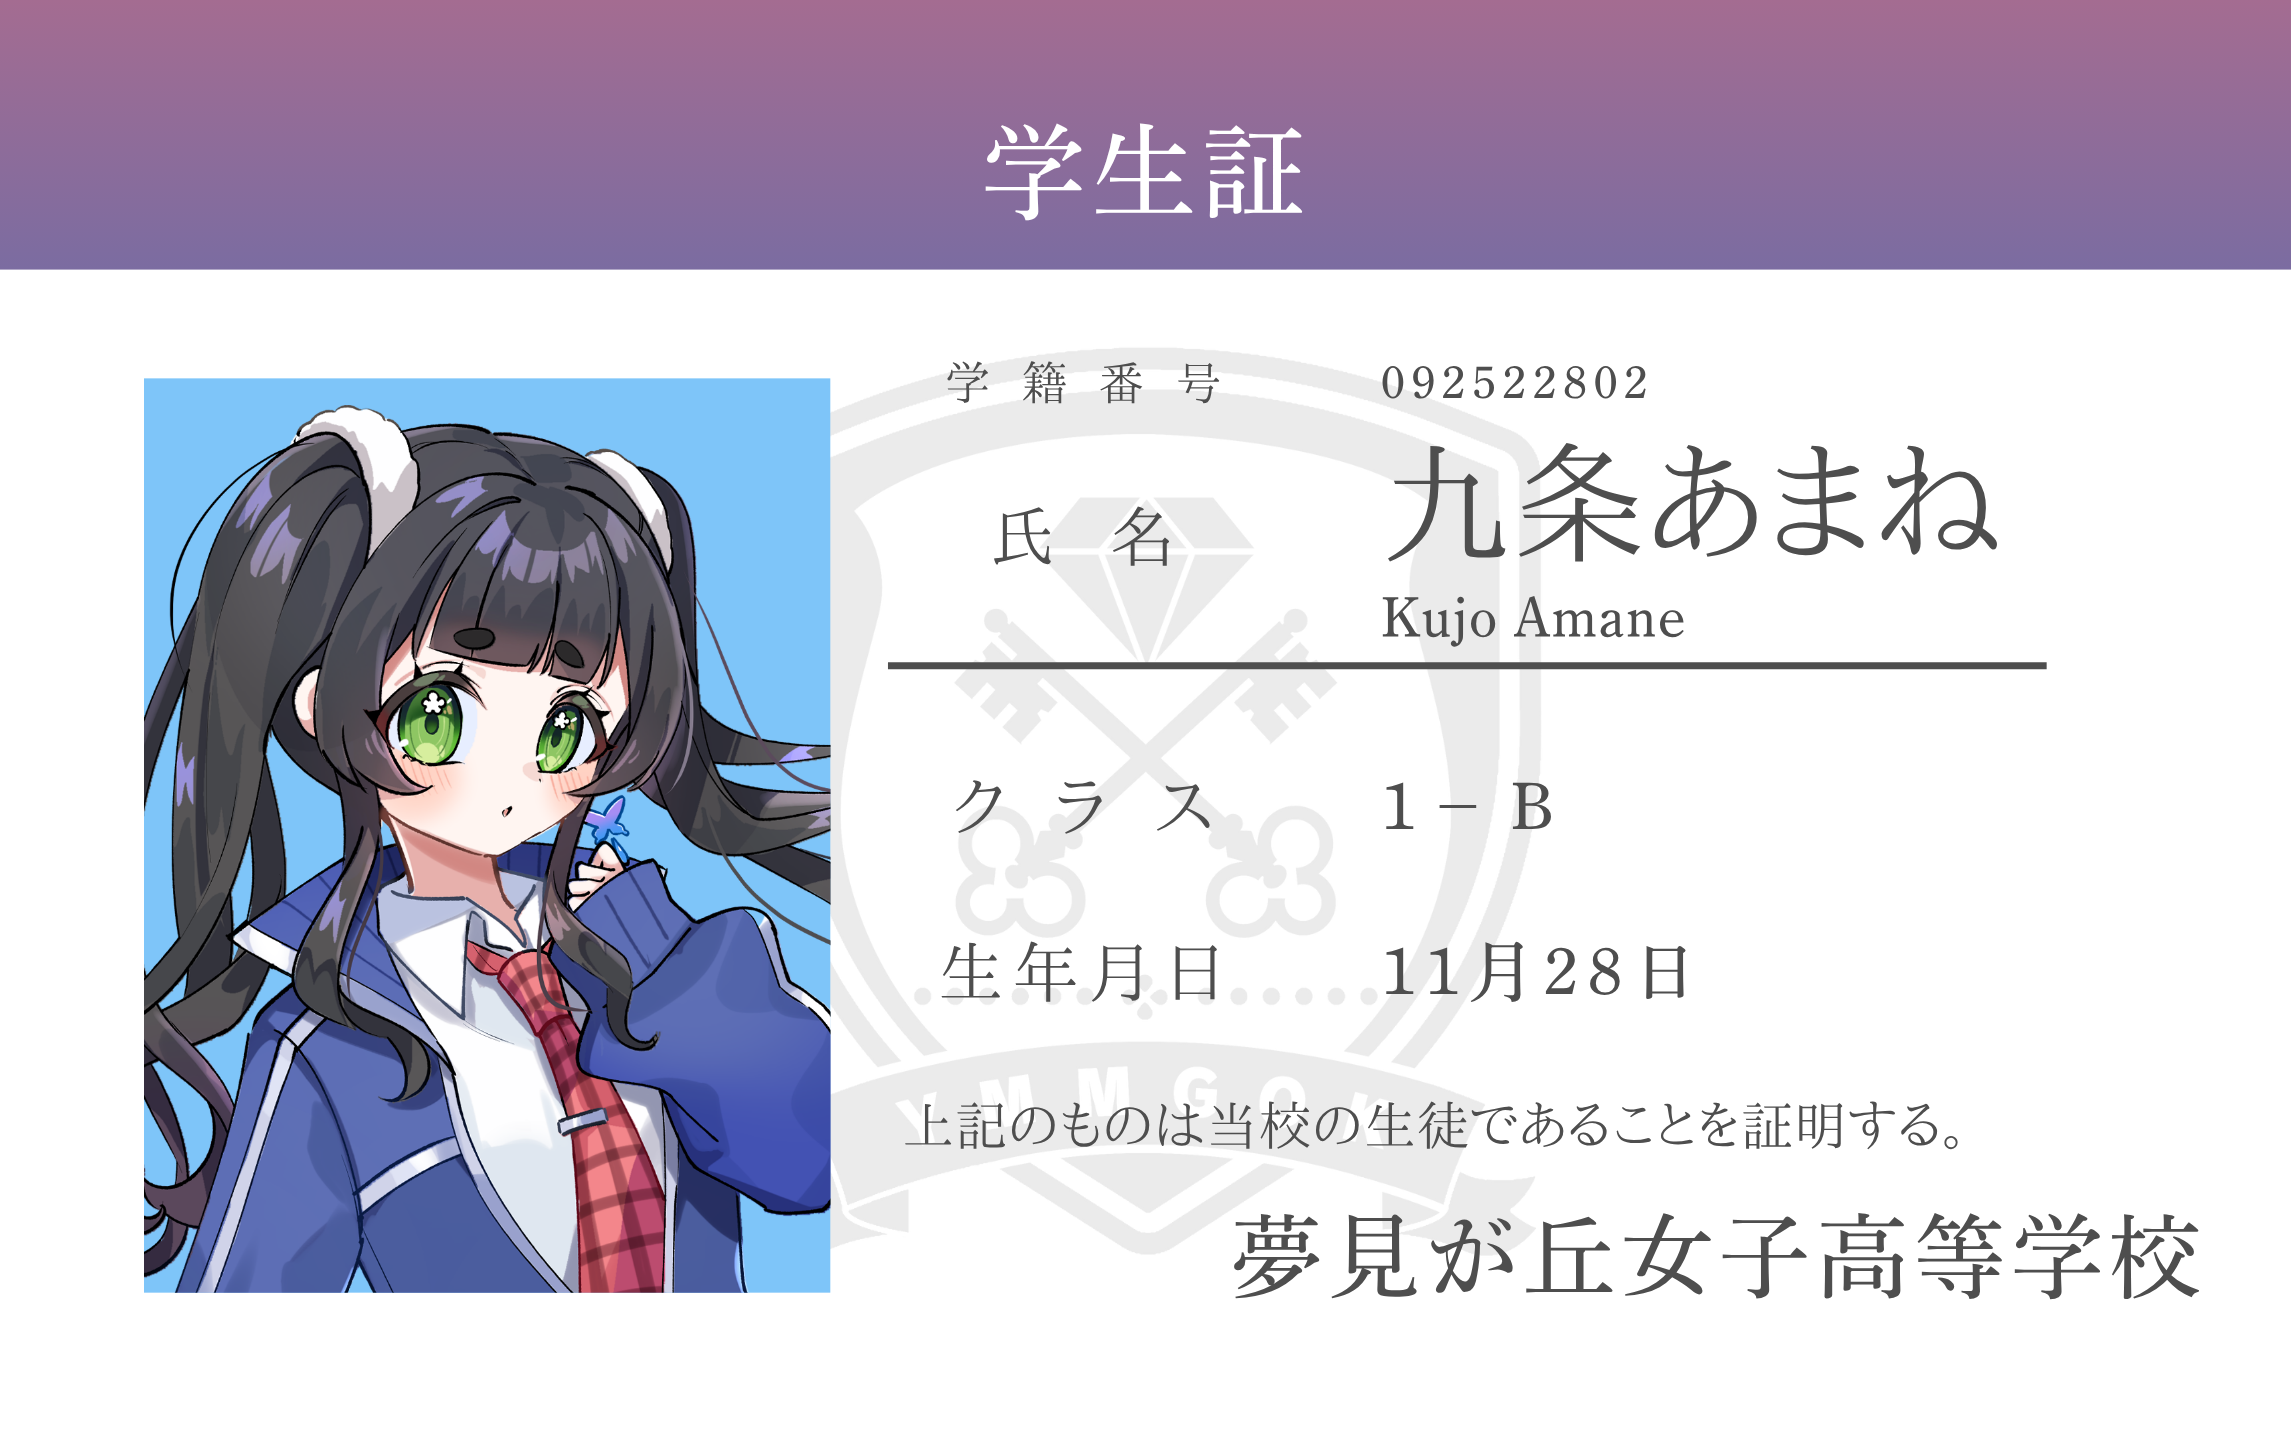 学生証
学籍番号 092522802
氏名 九条あまね
Kujo Amane
クラス 1 – B
生年月日 11月28日
YMMGOK
上記のものは当校の生徒であることを証明する。
夢見が丘女子高等学校